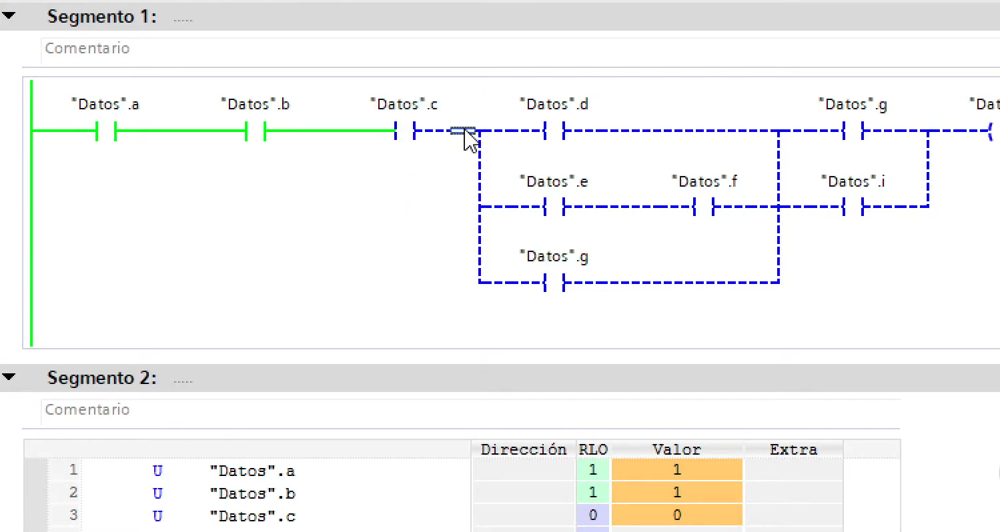 Segmento 1: .....
Comentario
"Datos".a "Datos".b "Datos".c "Datos".d "Datos".g "Dat
"Datos".e "Datos".f "Datos".i
"Datos".g
Segmento 2: .....
Comentario
Dirección RLO Valor Extra
1 U "Datos".a 1 1
2 U "Datos".b 1 1
3 U "Datos".c 0 0